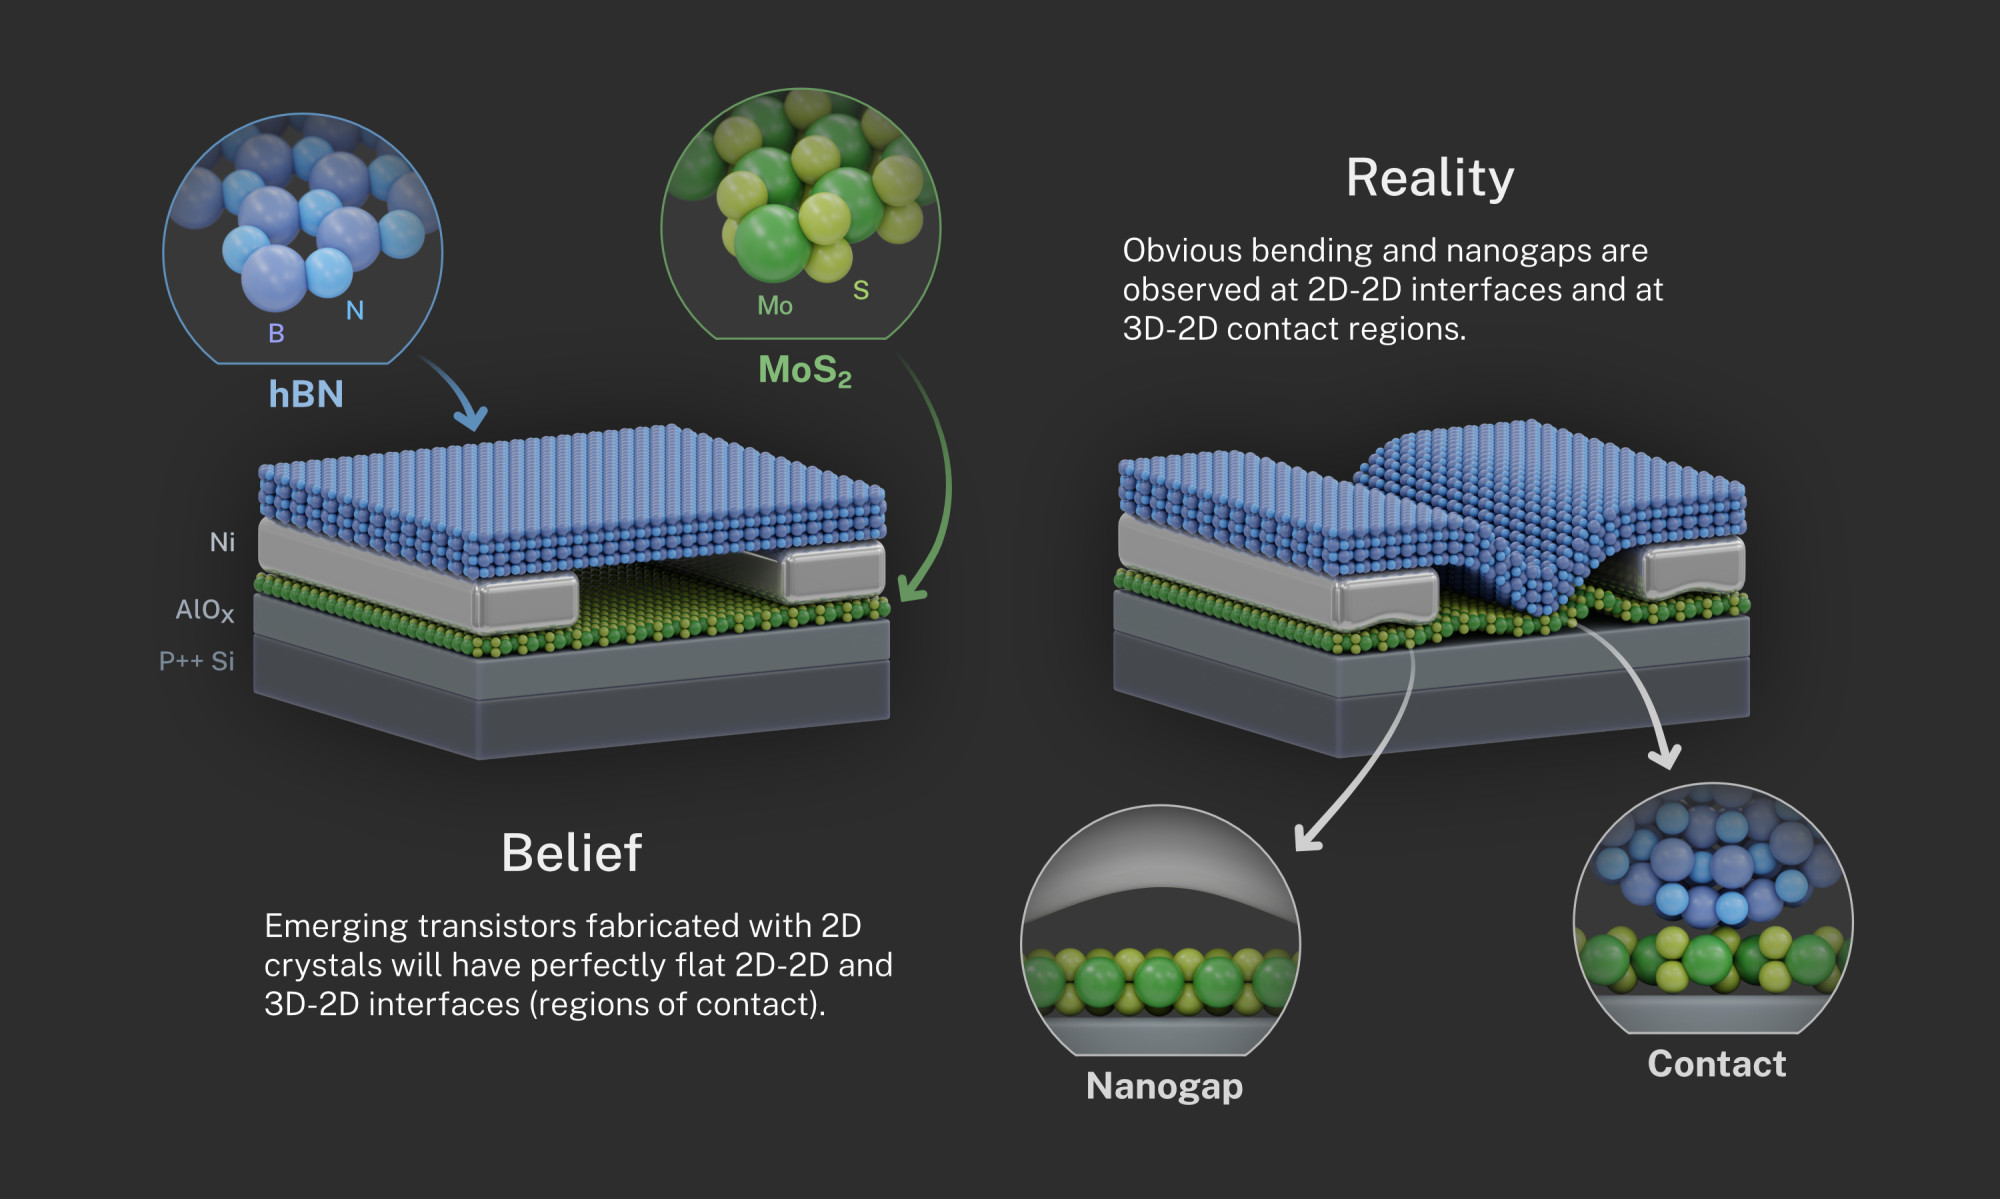 B
N
hBN
Mo
S
MoS₂
Ni
AlOx
P++ Si
Belief
Emerging transistors fabricated with 2D
crystals will have perfectly flat 2D-2D and
3D-2D interfaces (regions of contact).
Reality
Obvious bending and nanogaps are
observed at 2D-2D interfaces and at
3D-2D contact regions.
Nanogap
Contact